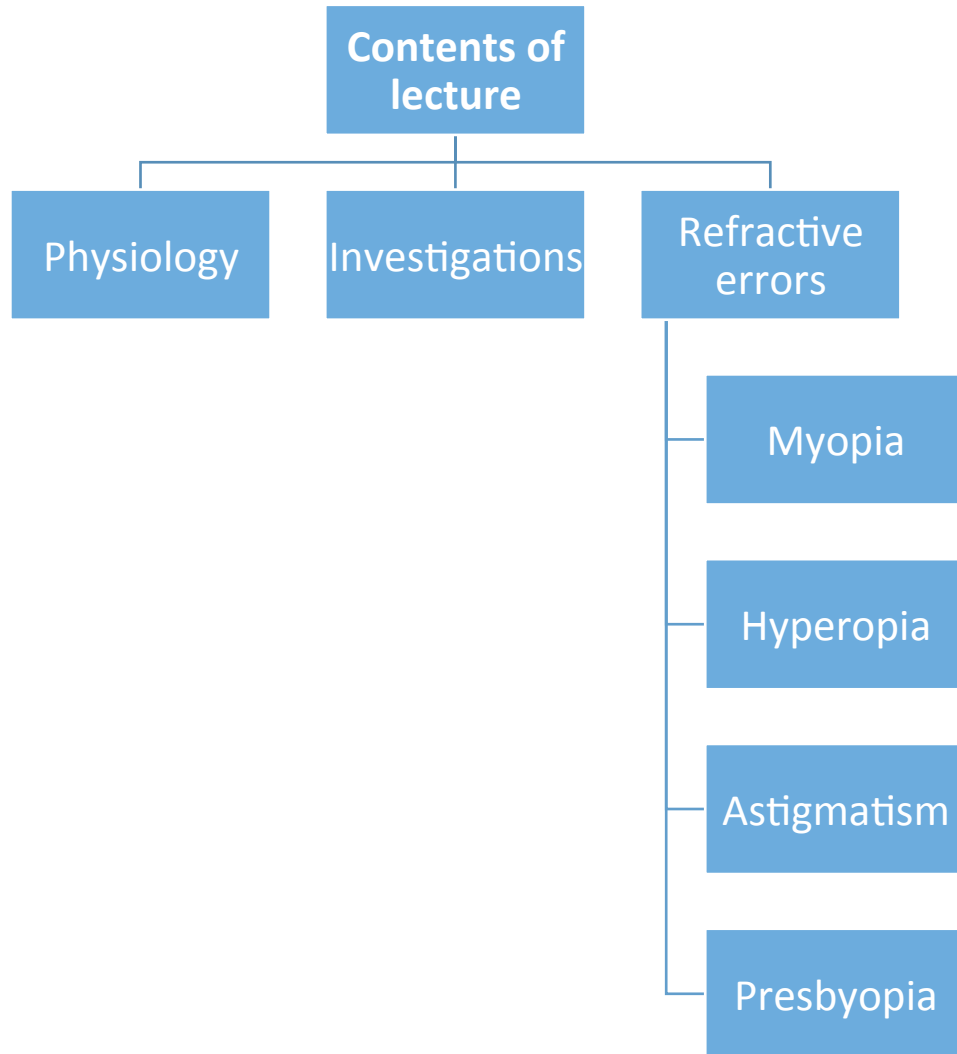 Contents of
lecture
Physiology
Investigations
Refractive
errors
Myopia
Hyperopia
Astigmatism
Presbyopia